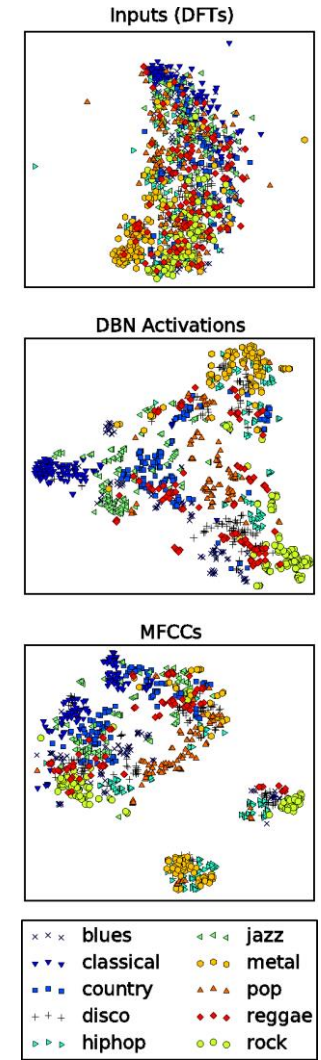 Inputs (DFTs)
DBN Activations
MFCCs
blues
classical
country
disco
hiphop
jazz
metal
pop
reggae
rock